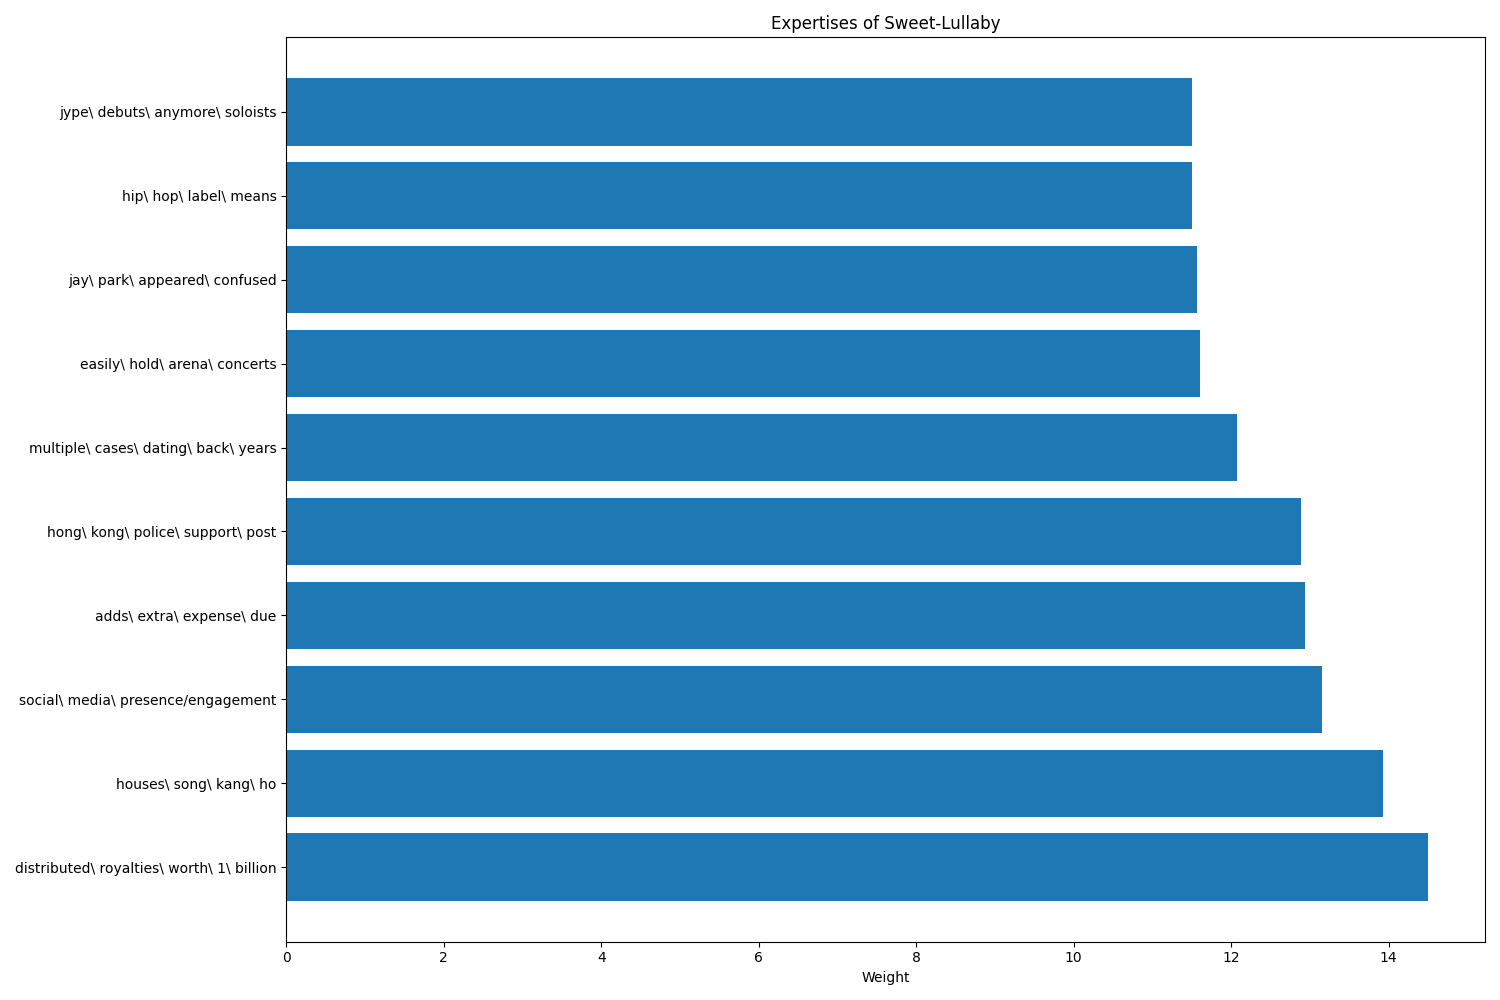 Expertises of Sweet-Lullaby
jype\ debuts\ anymore\ soloists
hip\ hop\ label\ means
jay\ park\ appeared\ confused
easily\ hold\ arena\ concerts
multiple\ cases\ dating\ back\ years
hong\ kong\ police\ support\ post
adds\ extra\ expense\ due
social\ media\ presence/engagement
houses\ song\ kang\ ho
distributed\ royalties\ worth\ 1\ billion
0 2 4 6 8 10 12 14
Weight